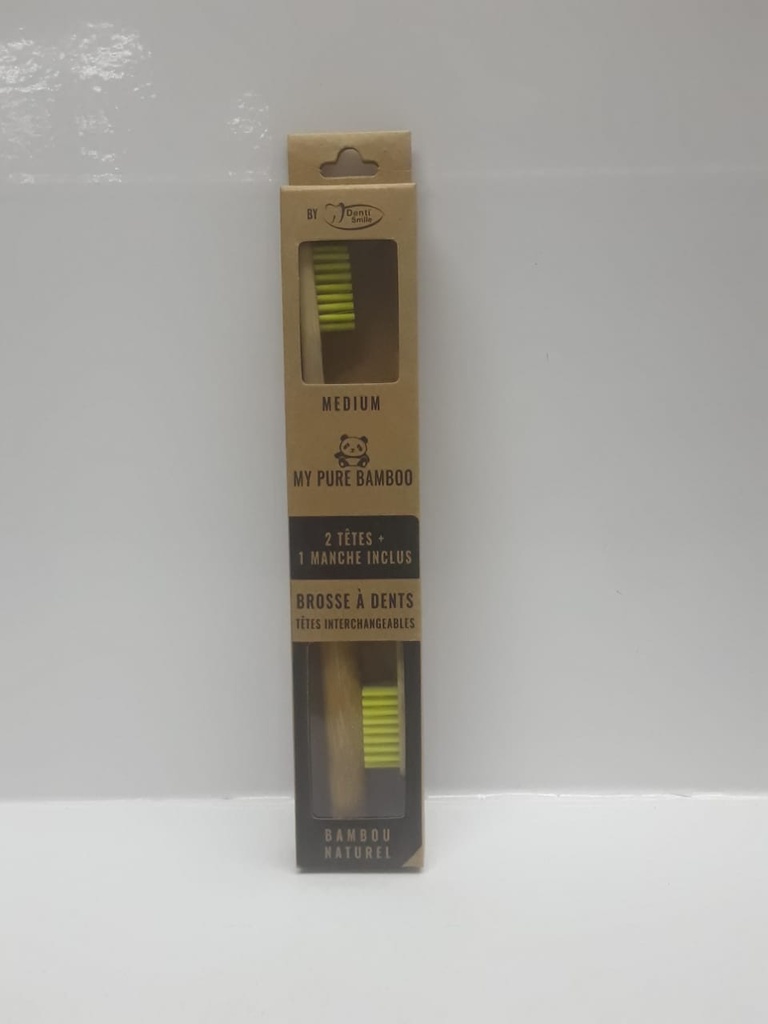 BY Denti Smile
MEDIUM
MY PURE BAMBOO
2 TÊTES +
1 MANCHE INCLUS
BROSSE À DENTS
TÊTES INTERCHANGEABLES
BAMBOU
NATUREL